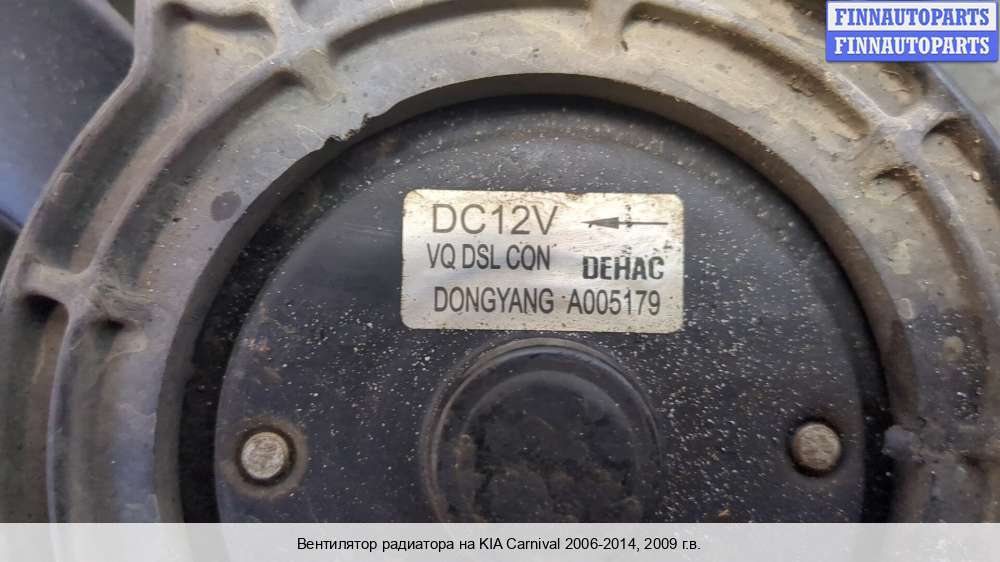 FINNAUTOPARTS
FINNAUTOPARTS
DC12V
VQ DSL CON DEHAC
DONGYANG A005179
Вентилятор радиатора на KIA Carnival 2006-2014, 2009 г.в.